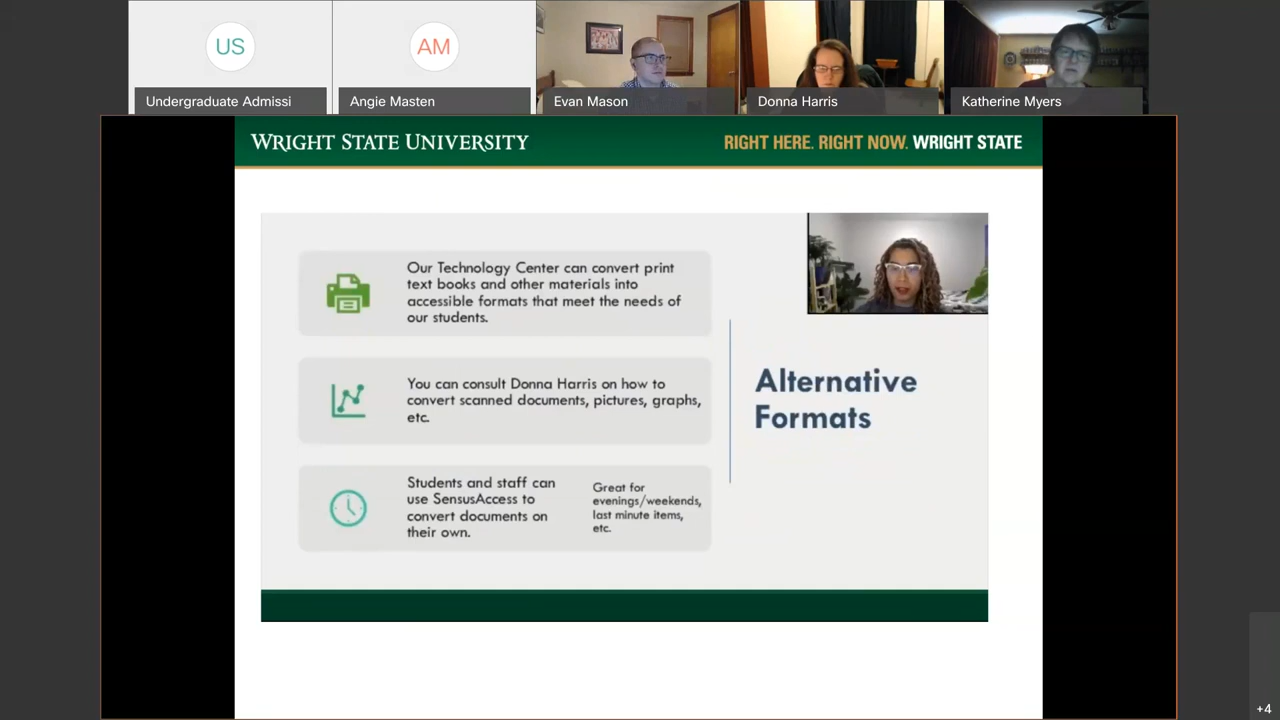 US
AM
Undergraduate Admissi
Angie Masten
Evan Mason
Donna Harris
Katherine Myers
WRIGHT STATE UNIVERSITY
RIGHT HERE. RIGHT NOW. WRIGHT STATE
Our Technology Center can convert print
text books and other materials into
accessible formats that meet the needs of
our students.
You can consult Donna Harris on how to
convert scanned documents, pictures, graphs,
etc.
Students and staff can
use SensusAccess to
convert documents on
their own.
Great for
evenings/weekends,
last minute items,
etc.
Alternative
Formats
+4